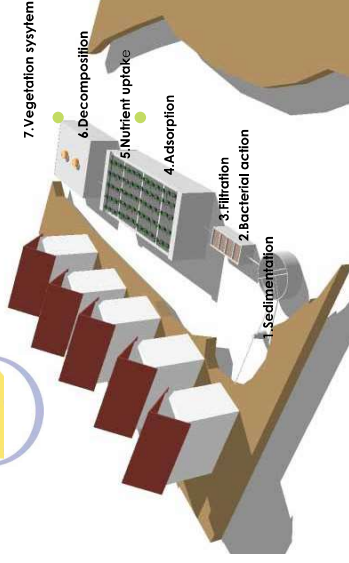 7.Vegetation sysytem
6.Decomposition
5.Nutrient uptake
4.Adsorption
3.Filtration
2.Bacterial action
1.Sedimentation